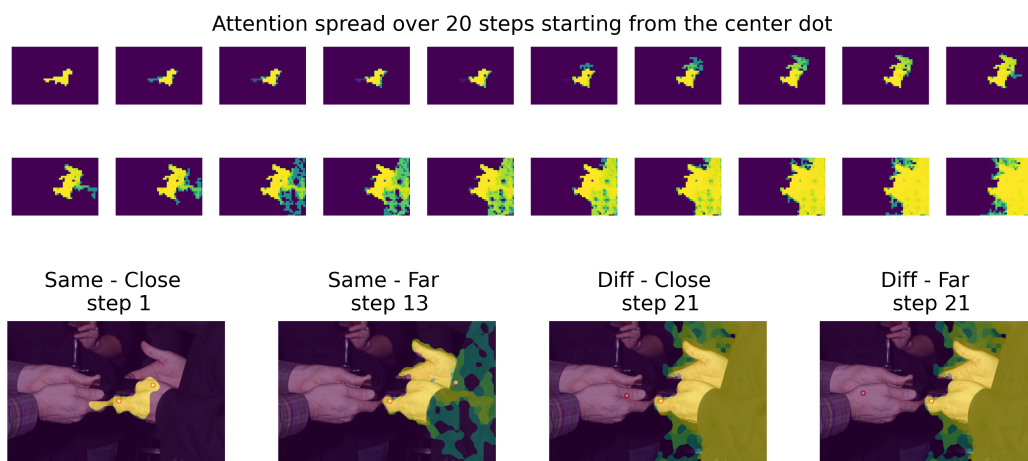 Attention spread over 20 steps starting from the center dot
Same - Close
step 1
Same - Far
step 13
Diff - Close
step 21
Diff - Far
step 21